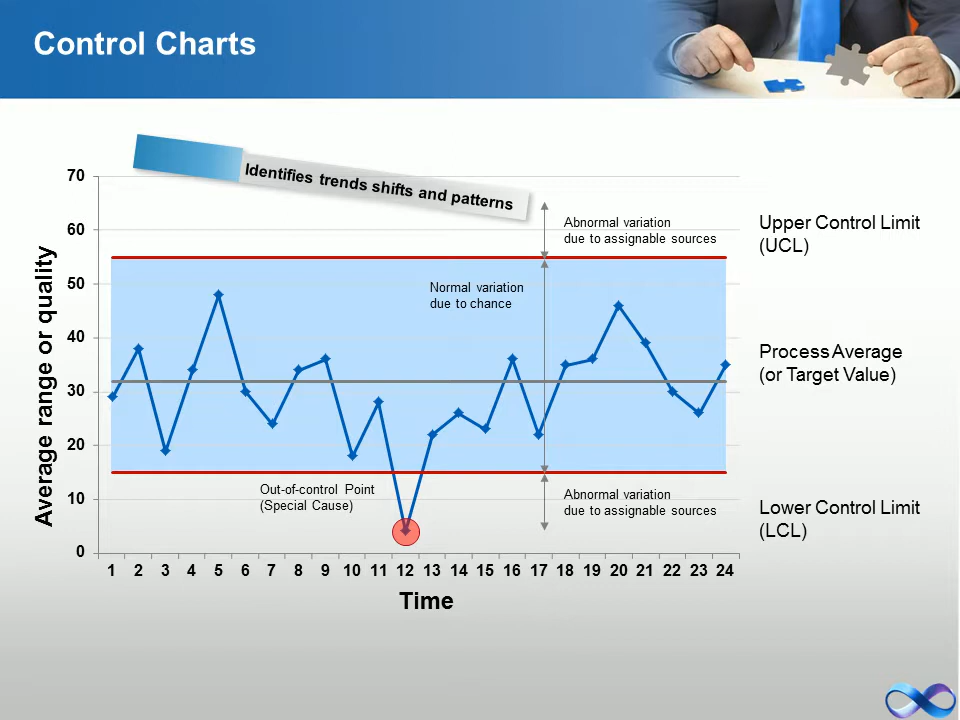 Control Charts
Identifies trends shifts and patterns
70
60
50
40
30
20
10
0
Average range or quality
Abnormal variation
due to assignable sources
Normal variation
due to chance
Out-of-control Point
(Special Cause)
Abnormal variation
due to assignable sources
Upper Control Limit
(UCL)
Process Average
(or Target Value)
Lower Control Limit
(LCL)
1 2 3 4 5 6 7 8 9 10 11 12 13 14 15 16 17 18 19 20 21 22 23 24
Time